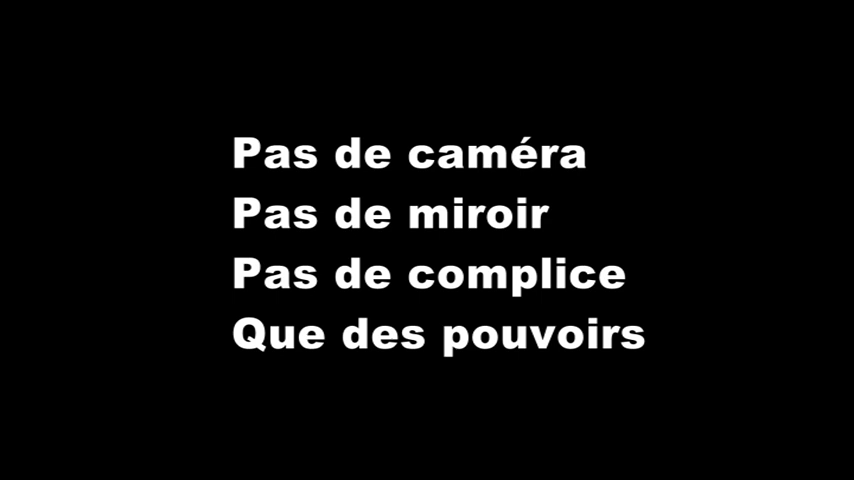 Pas de caméra
Pas de miroir
Pas de complice
Que des pouvoirs